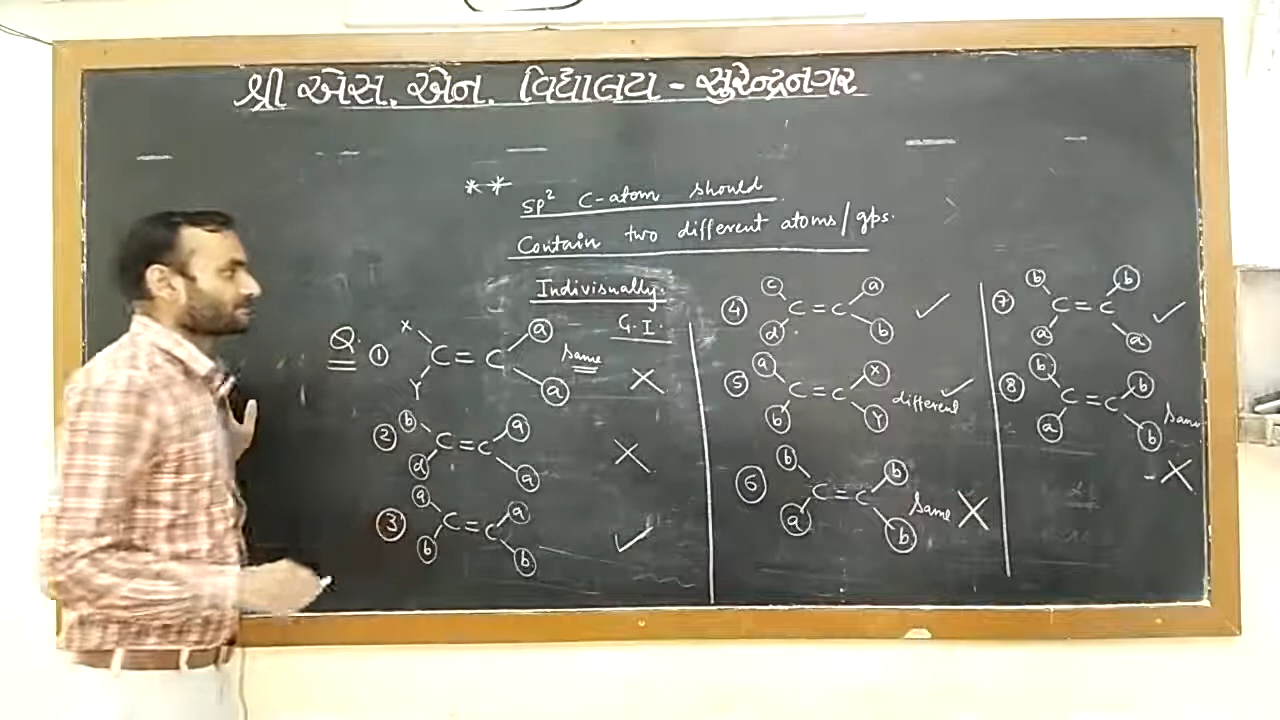 શ્રી એસ. એન. વિદ્યાલય - સુરેન્દ્રનગર
** sp² C-atom should
Contain two different atoms/gps.
Indivisually.
G.I.
Q. ① X Y C=C a a same ×
② b d C=C a a ×
③ a b C=C a b ✓
④ c d C=C a b ✓
⑤ a b C=C X Y different ✓
⑥ b a C=C b b same ×
⑦ b a C=C b a ✓
⑧ b a C=C b b same - ×